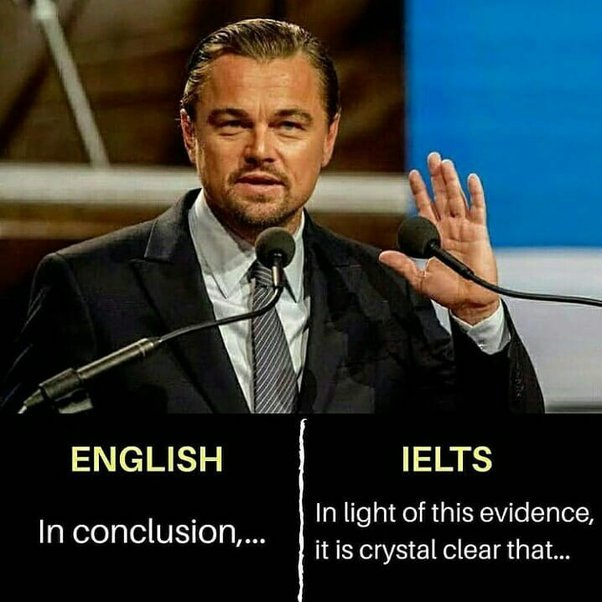 ENGLISH
In conclusion,...
IELTS
In light of this evidence,
it is crystal clear that...